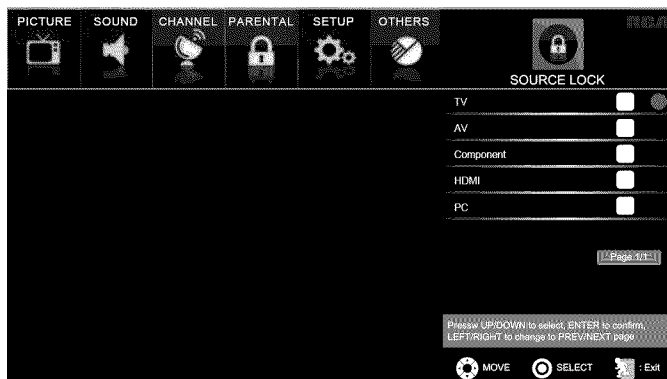 PICTURE SOUND CHANNEL PARENTAL SETUP OTHERS
RCA
SOURCE LOCK
TV
AV
Component
HDMI
PC
Page 1/1
Pressw UP/DOWN to select, ENTER to confirm,
LEFT/RIGHT to change to PREV/NEXT page
MOVE SELECT : Exit